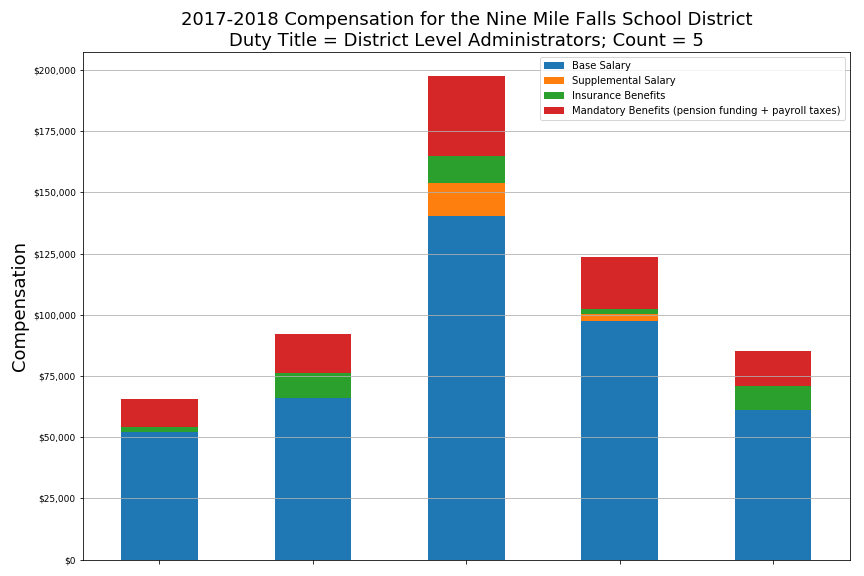 2017-2018 Compensation for the Nine Mile Falls School District
Duty Title = District Level Administrators; Count = 5
Base Salary
Supplemental Salary
Insurance Benefits
Mandatory Benefits (pension funding + payroll taxes)
Compensation
$200,000
$175,000
$150,000
$125,000
$100,000
$75,000
$50,000
$25,000
$0